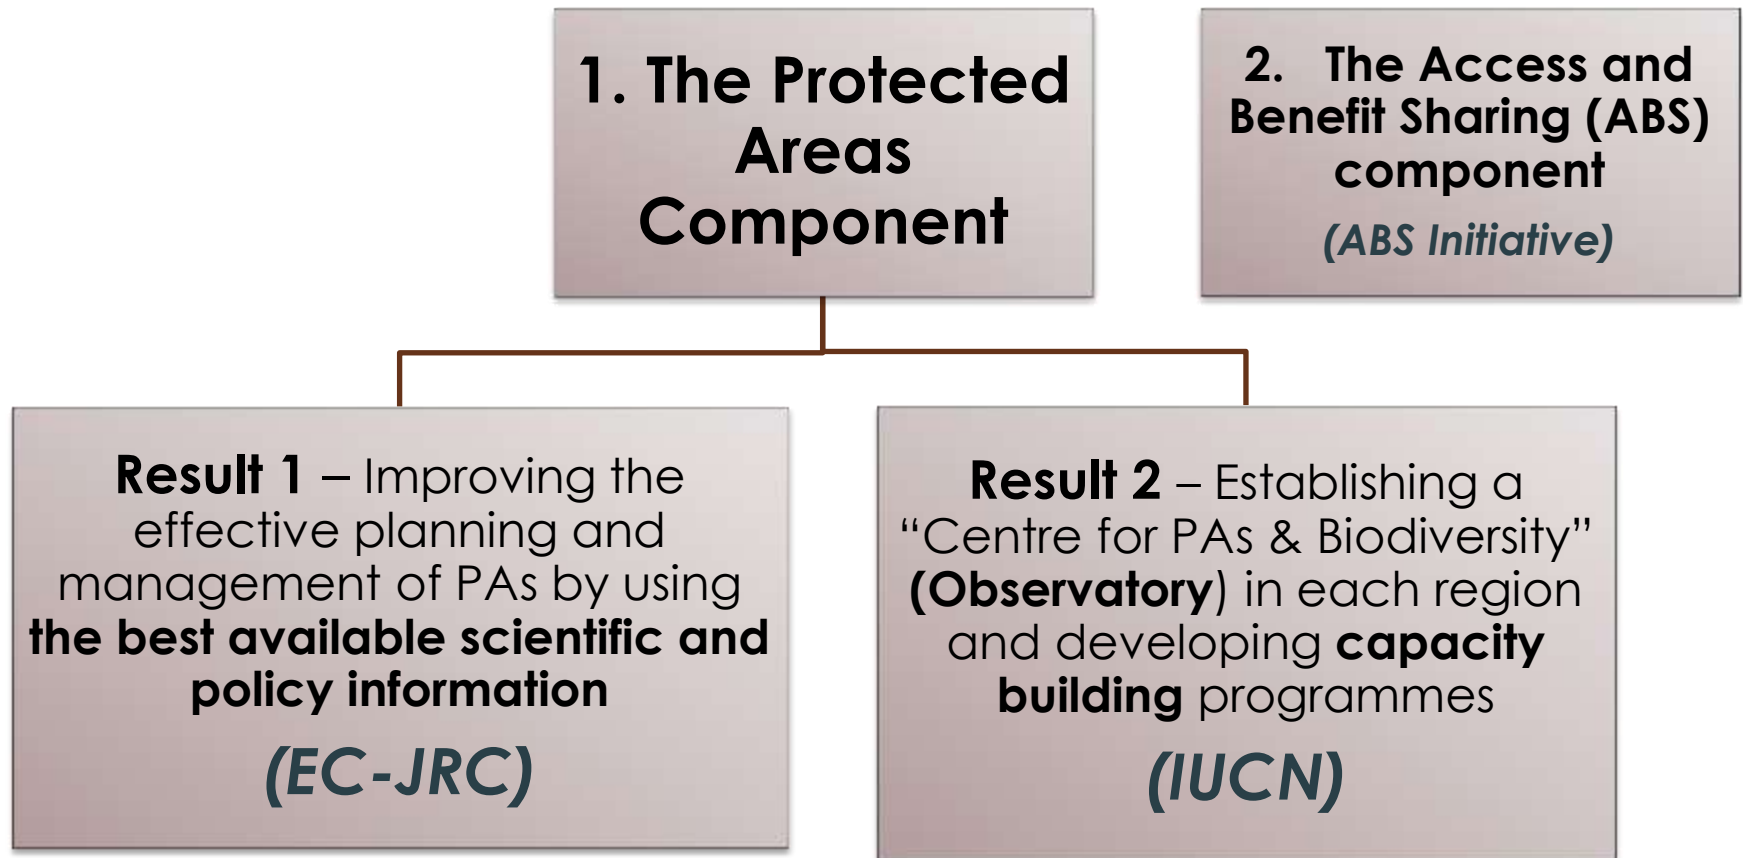 1. The Protected
Areas
Component
2. The Access and
Benefit Sharing (ABS)
component
(ABS Initiative)
Result 1 – Improving the
effective planning and
management of PAs by using
the best available scientific and
policy information
(EC-JRC)
Result 2 – Establishing a
“Centre for PAs & Biodiversity”
(Observatory) in each region
and developing capacity
building programmes
(IUCN)